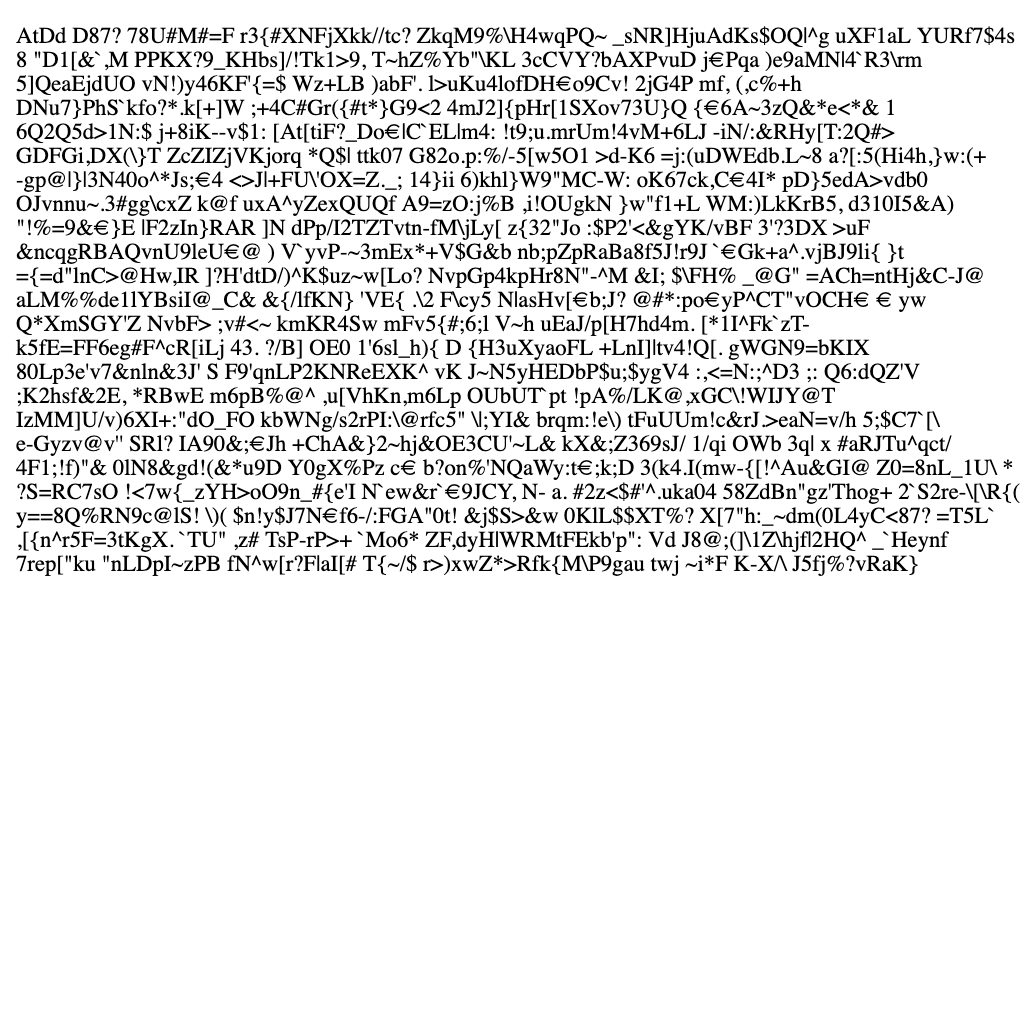 AtDd D87? 78U#M#=F r3{#XNFjXkk//tc? ZkqM9%\H4wqPQ~ _sNR]HjuAdKs$OQ|^g uXF1aL YURf7$4s
8 "D1[&`,M PPKX?9_KHbs]/!Tk1>9, T~hZ%Yb"\KL 3cCVY?bAXPvuD j€Pqa )e9aMN|4`R3\rm
5]QeaEjdUO vN!)y46KF'{=$ Wz+LB )abF'. l>uKu4lofDH€o9Cv! 2jG4P mf, (,c%+h
DNu7}PhS`kfo?*.k[+]W ;+4C#Gr({#t*}G9<2 4mJ2]{pHr[1SXov73U}Q {€6A~3zQ&*e<*& 1
6Q2Q5d>1N:$ j+8iK--v$1: [At[tiF?_Do€|C`EL|m4: !t9;u.mrUm!4vM+6LJ -iN/:&RHy[T:2Q#>
GDFGi,DX(\}T ZcZIZjVKjorq *Q$| ttk07 G82o.p:%/-5[w5O1 >d-K6 =j:(uDWEdb.L~8 a?[:5(Hi4h,}w:(+
-gp@|}|3N40o^*Js;€4 <>J|+FU\'OX=Z._; 14}ii 6)khl}W9"MC-W: oK67ck,C€4I* pD}5edA>vdb0
OJvnnu~.3#gg\cxZ k@f uxA^yZexQUQf A9=zO:j%B ,i!OUgkN }w"f1+L WM:)LkKrB5, d310I5&A)
"!%=9&€}E |F2zIn}RAR ]N dPp/I2TZTvtn-fM\jLy[ z{32"Jo :$P2'<&gYK/vBF 3'?3DX >uF
&ncqgRBAQvnU9leU€@ ) V`yvP-~3mEx*+V$G&b nb;pZpRaBa8f5J!r9J `€Gk+a^.vjBJ9li{ }t
={=d"lnC>@Hw,IR ]?H'dtD/)^K$uz~w[Lo? NvpGp4kpHr8N"-^M &I; $\FH% _@G" =ACh=ntHj&C-J@
aLM%%de1lYBsiI@_C& &{/lfKN} 'VE{ .\2 F\cy5 N|asHv[€b;J? @#*:po€yP^CT"vOCH€ € yw
Q*XmSGY'Z NvbF> ;v#<~ kmKR4Sw mFv5{#;6;l V~h uEaJ/p[H7hd4m. [*1I^Fk`zT-
k5fE=FF6eg#F^cR[iLj 43. ?/B] OE0 1'6sl_h){ D {H3uXyaoFL +LnI]|tv4!Q[. gWGN9=bKIX
80Lp3e'v7&nln&3J' S F9'qnLP2KNReEXK^ vK J~N5yHEDbP$u;$ygV4 :,<=N:;^D3 ;: Q6:dQZ'V
;K2hsf&2E, *RBwE m6pB%@^ ,u[VhKn,m6Lp OUbUT`pt !pA%/LK@,xGC\!WIJY@T
IzMM]U/v)6XI+:"dO_FO kbWNg/s2rPI:\@rfc5" \|;YI& brqm:!e\) tFuUUm!c&rJ.>eaN=v/h 5;$C7`[\
e-Gyzv@v" SRl? IA90&;€Jh +ChA&}2~hj&OE3CU'~L& kX&;Z369sJ/ 1/qi OWb 3q| x #aRJTu^qct/
4F1;!f)"& 0lN8&gd!(&*u9D Y0gX%Pz c€ b?on%'NQaWy:t€;k;D 3(k4.I(mw-{[!^Au&GI@ Z0=8nL_1U\ *
?S=RC7sO !<7w{_zYH>oO9n_#{e'I N`ew&r`€9JCY, N- a. #2z<$#'^.uka04 58ZdBn"gz'Thog+ 2`S2re-\[\R{(
y==8Q%RN9c@lS! \)( $n!y$J7N€f6-/:FGA"0t! &j$S>&w 0KlL$$XT%? X[7"h:_~dm(0L4yC<87? =T5L`
,[{n^r5F=3tKgX. `TU" ,z# TsP-rP>+ `Mo6* ZF,dyH|WRMtFEkb'p": Vd J8@;(]\1Z\hjf|2HQ^ _`Heynf
7rep["ku "nLDpI~zPB fN^w[r?F|aI[# T{~/$ r>)xwZ*>Rfk{M\P9gau twj ~i*F K-X/\ J5fj%?vRaK}